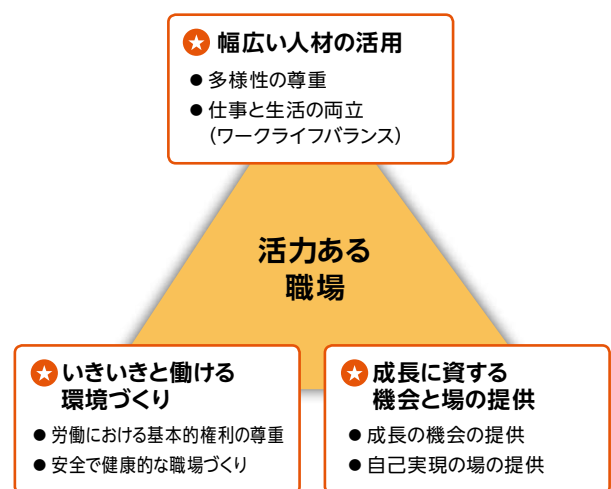 幅広い人材の活用
● 多様性の尊重
● 仕事と生活の両立
（ワークライフバランス）
活力ある
職場
いきいきと働ける
環境づくり
● 労働における基本的権利の尊重
● 安全で健康的な職場づくり
成長に資する
機会と場の提供
● 成長の機会の提供
● 自己実現の場の提供